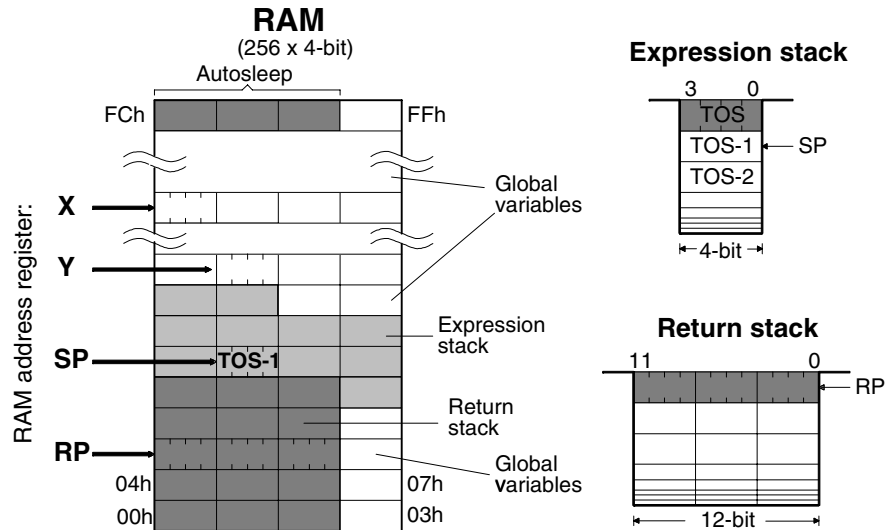 RAM
(256 x 4-bit)
Autosleep
FCh
FFh
RAM address register:
X
Y
SP
RP
TOS-1
04h
00h
07h
03h
Global
variables
Expression
stack
Return
stack
Global
variables
Expression stack
3 0
TOS
TOS-1
TOS-2
SP
4-bit
Return stack
11 0
RP
12-bit